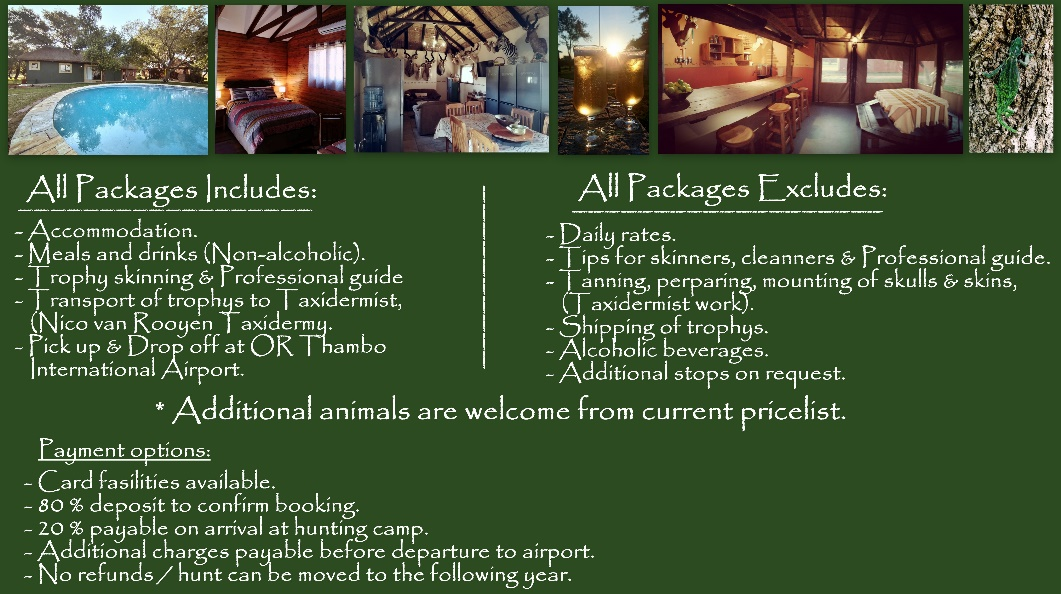 All Packages Includes:
- Accommodation.
- Meals and drinks (Non-alcoholic).
- Trophy skinning & Professional guide
- Transport of trophys to Taxidermist,
(Nico van Rooyen Taxidermy.
- Pick up & Drop off at OR Thambo
International Airport.
All Packages Excludes:
- Daily rates.
- Tips for skinners, cleanners & Professional guide.
- Tanning, perparing, mounting of skulls & skins,
(Taxidermist work).
- Shipping of trophys.
- Alcoholic beverages.
- Additional stops on request.
* Additional animals are welcome from current pricelist.
Payment options:
- Card fasilities available.
- 80 % deposit to confirm booking.
- 20 % payable on arrival at hunting camp.
- Additional charges payable before departure to airport.
- No refunds / hunt can be moved to the following year.